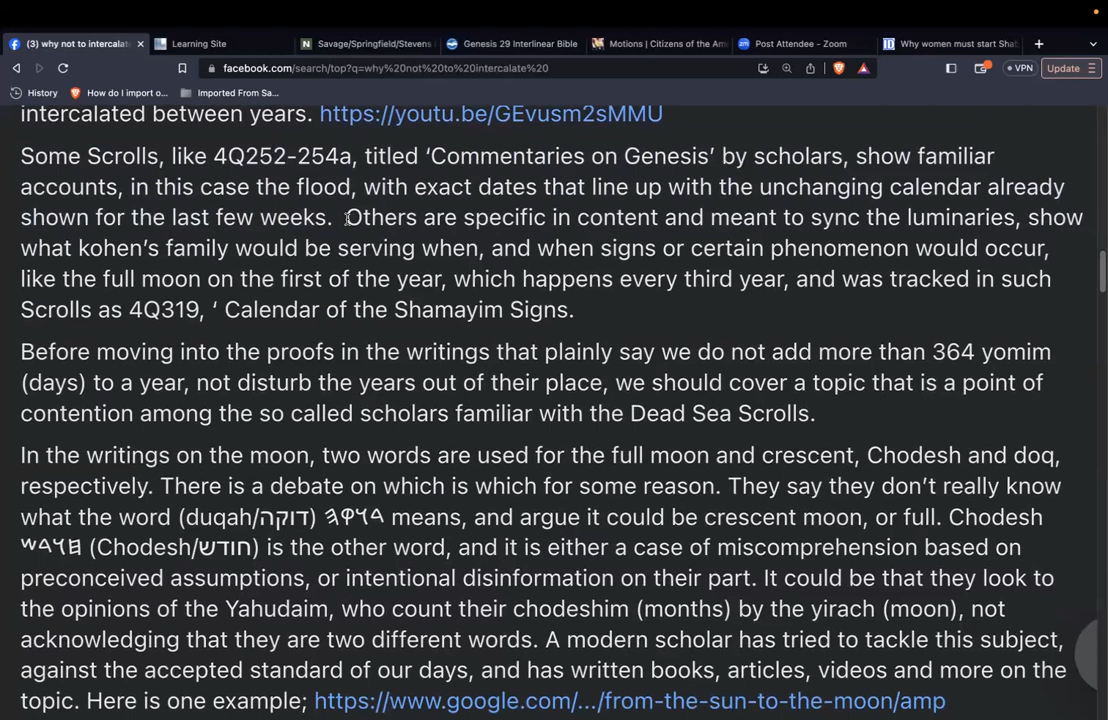 (3) why not to intercalat
Learning Site
Savage/Springfield/Stevens
Genesis 29 Interlinear Bible
Motions | Citizens of the Am
Post Attendee - Zoom
Why women must start Sha
facebook.com/search/top?q=why%20not%20to%20intercalate%20
VPN
Update
History
How do I import o...
Imported From Sa...
intercalated between years. https://youtu.be/GEvusm2sMMU
Some Scrolls, like 4Q252-254a, titled ‘Commentaries on Genesis’ by scholars, show familiar
accounts, in this case the flood, with exact dates that line up with the unchanging calendar already
shown for the last few weeks. Others are specific in content and meant to sync the luminaries, show
what kohen’s family would be serving when, and when signs or certain phenomenon would occur,
like the full moon on the first of the year, which happens every third year, and was tracked in such
Scrolls as 4Q319, ‘ Calendar of the Shamayim Signs.
Before moving into the proofs in the writings that plainly say we do not add more than 364 yomim
(days) to a year, not disturb the years out of their place, we should cover a topic that is a point of
contention among the so called scholars familiar with the Dead Sea Scrolls.
In the writings on the moon, two words are used for the full moon and crescent, Chodesh and doq,
respectively. There is a debate on which is which for some reason. They say they don’t really know
what the word (duqah/דוקה) 𐤃𐤅𐤒𐤄 means, and argue it could be crescent moon, or full. Chodesh
𐤇𐤅𐤃𐤔 (Chodesh/חודש) is the other word, and it is either a case of miscomprehension based on
preconceived assumptions, or intentional disinformation on their part. It could be that they look to
the opinions of the Yahudaim, who count their chodeshim (months) by the yirach (moon), not
acknowledging that they are two different words. A modern scholar has tried to tackle this subject,
against the accepted standard of our days, and has written books, articles, videos and more on the
topic. Here is one example; https://www.google.com/.../from-the-sun-to-the-moon/amp